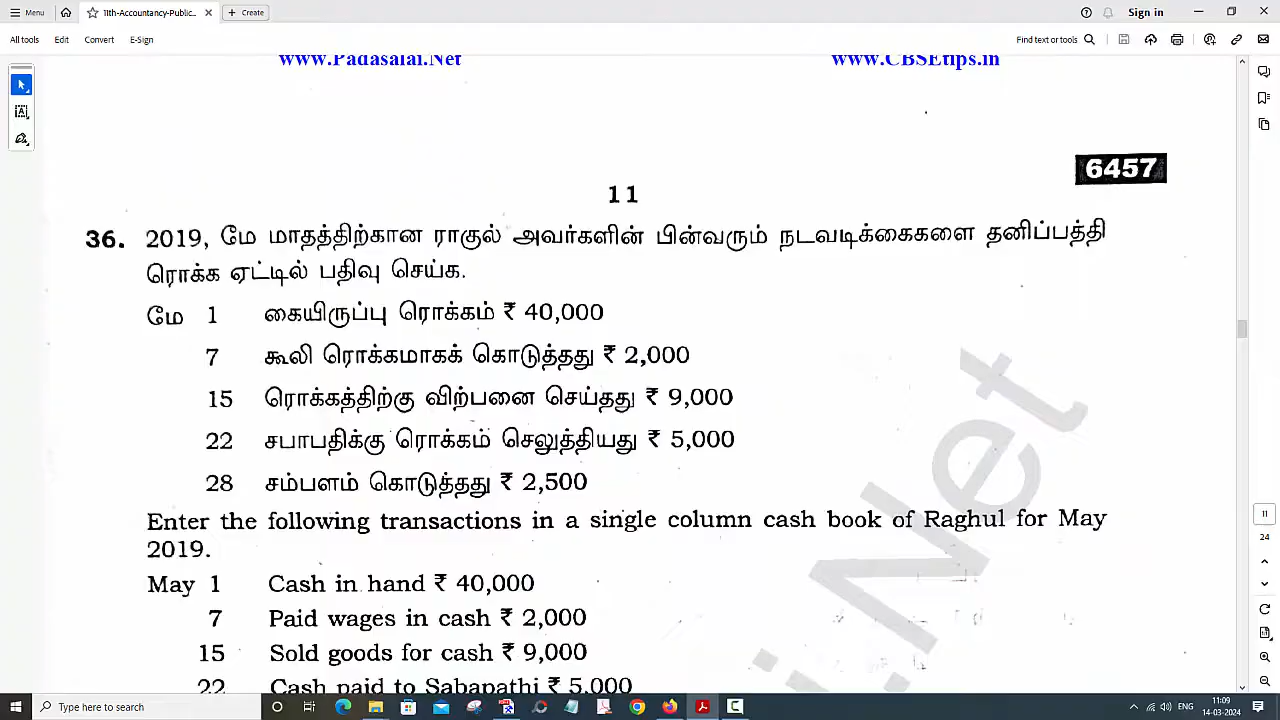 Menu
11th-Accountancy-Public...
Create
Sign in
All tools Edit Convert E-Sign
Find text or tools
www.Padasalai.Net www.CBSEtips.in
6457
11
36. 2019, மே மாதத்திற்கான ராகுல் அவர்களின் பின்வரும் நடவடிக்கைகளை தனிப்பத்தி
ரொக்க ஏட்டில் பதிவு செய்க.
மே 1 கையிருப்பு ரொக்கம் ₹ 40,000
7 கூலி ரொக்கமாகக் கொடுத்தது ₹ 2,000
15 ரொக்கத்திற்கு விற்பனை செய்தது ₹ 9,000
22 சபாபதிக்கு ரொக்கம் செலுத்தியது ₹ 5,000
28 சம்பளம் கொடுத்தது ₹ 2,500
Enter the following transactions in a single column cash book of Raghul for May
2019.
May 1 Cash in hand ₹ 40,000
7 Paid wages in cash ₹ 2,000
15 Sold goods for cash ₹ 9,000
22 Cash paid to Sabapathi ₹ 5,000
i.Net
11
24
Type here to search
ENG
11:09
14-03-2024